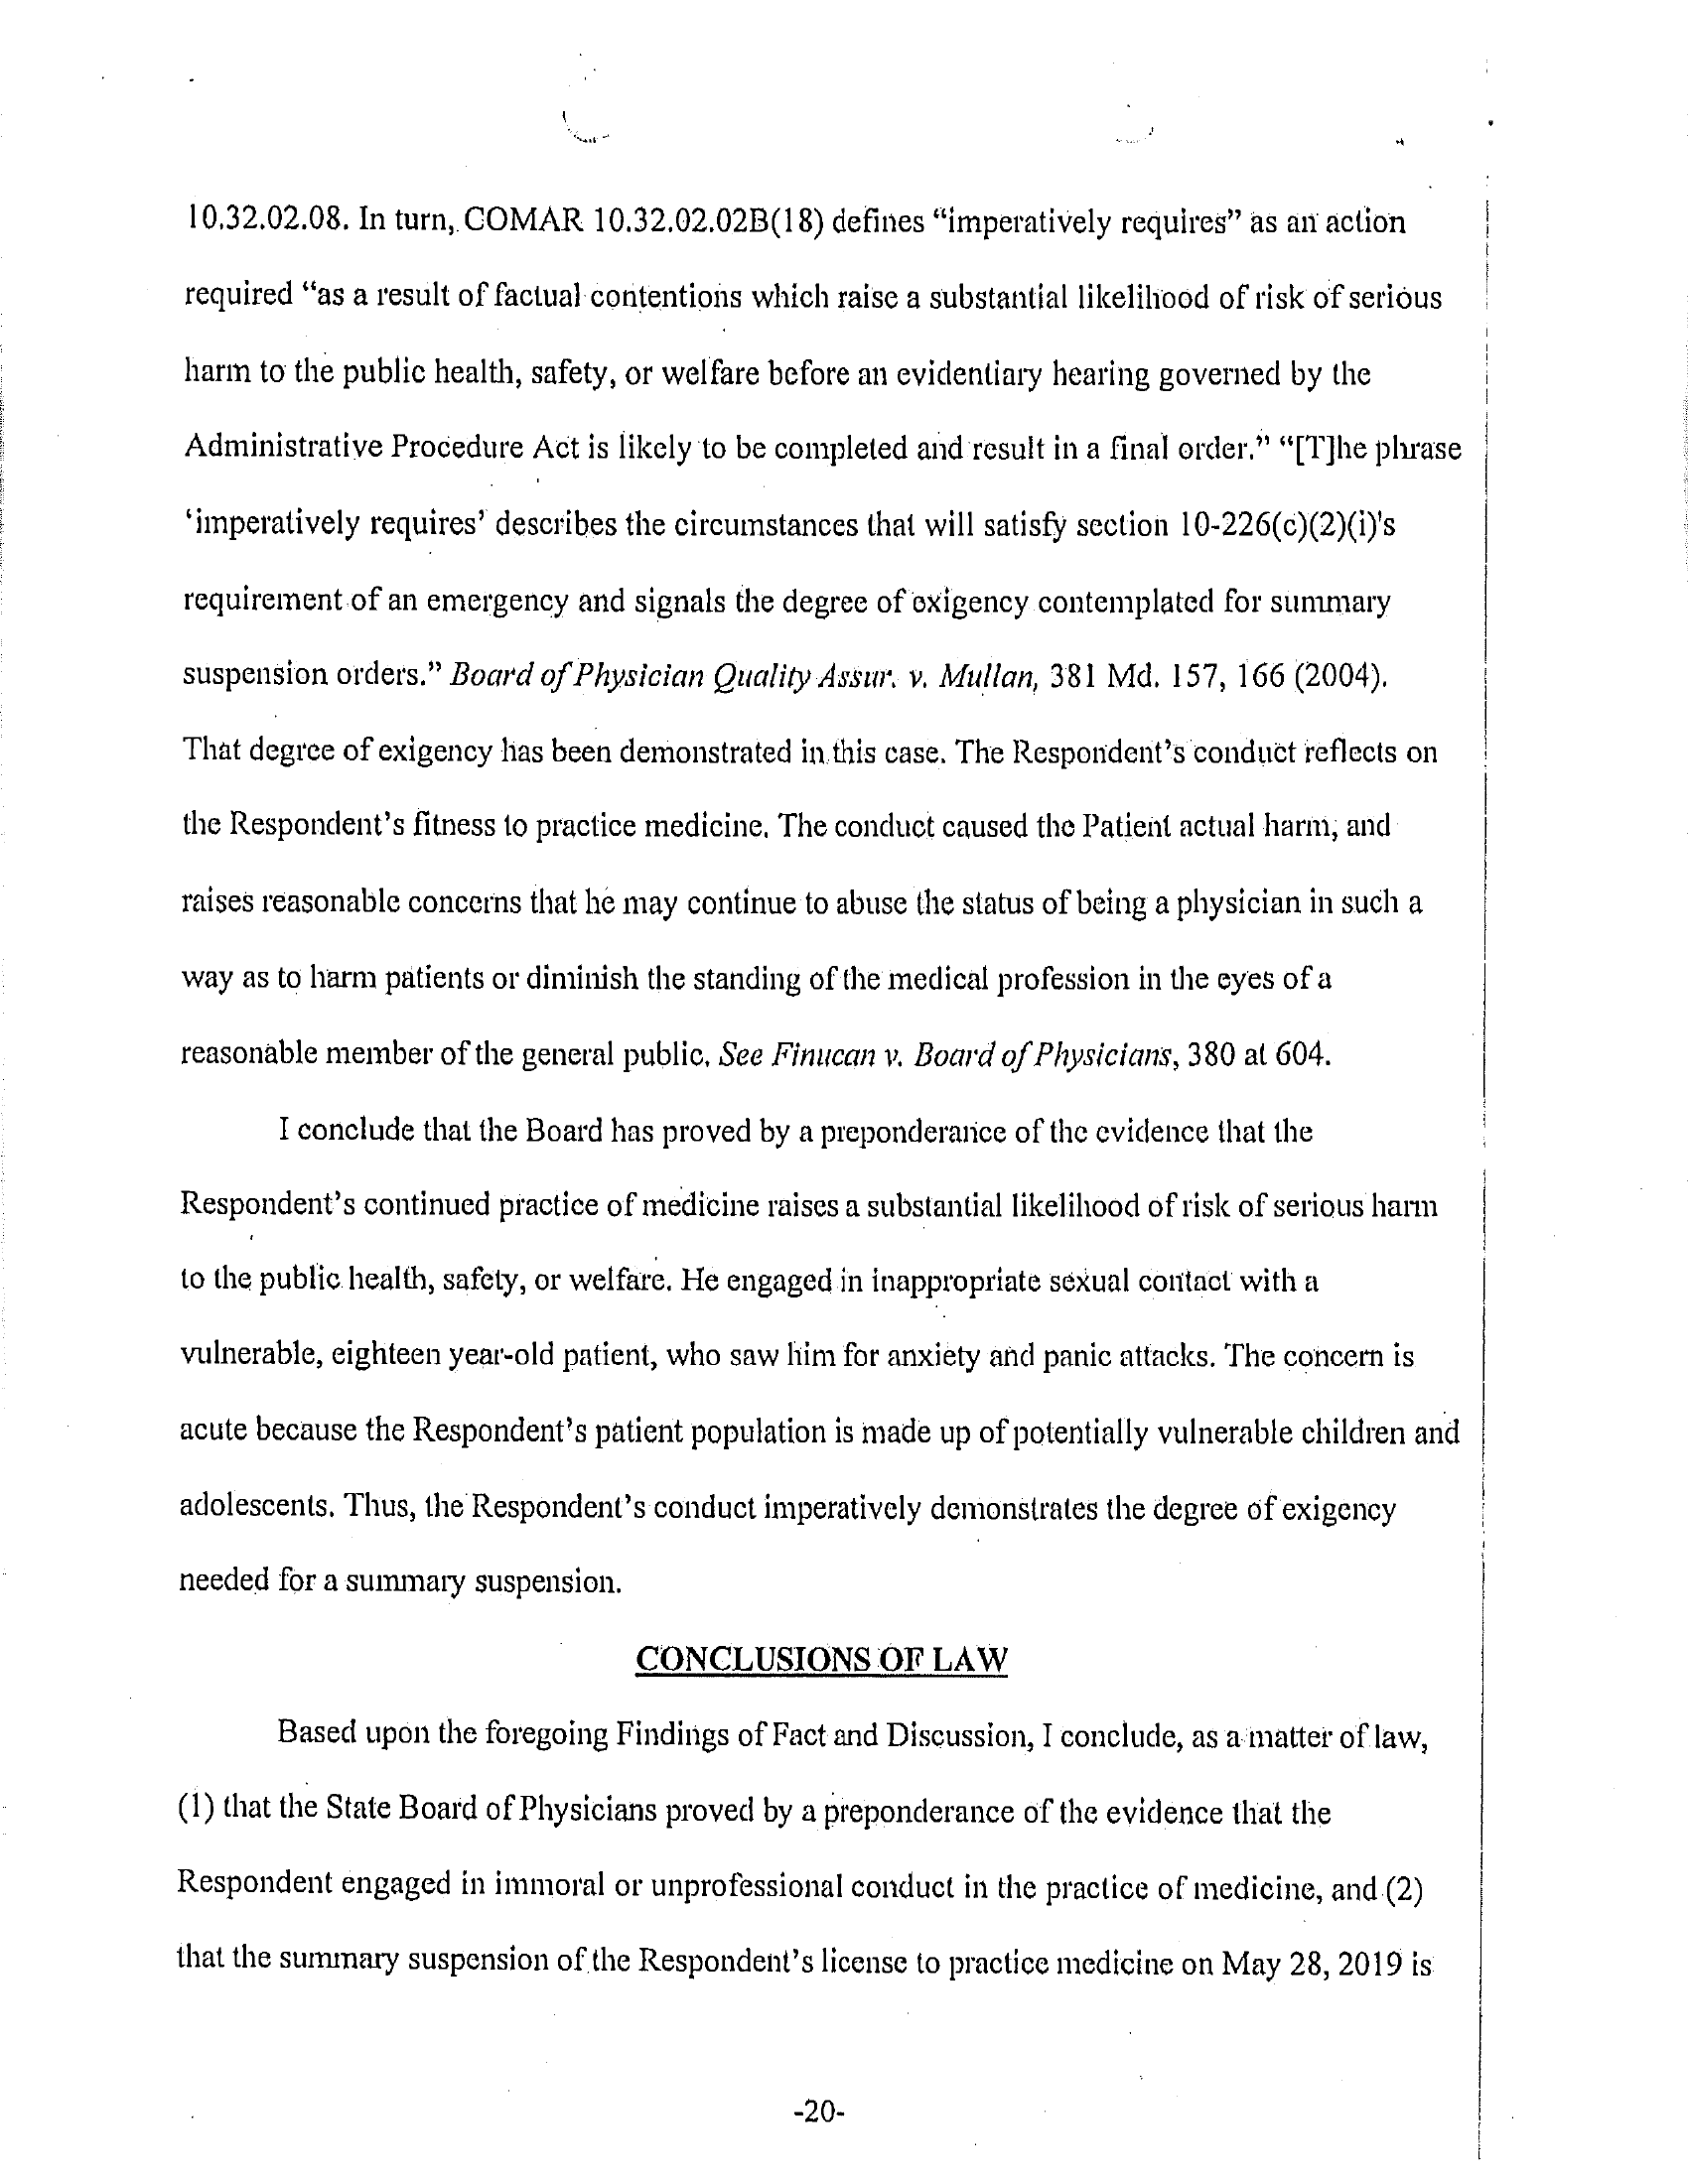 10.32.02.08. In turn, COMAR 10.32.02.02B(18) defines “imperatively requires” as an action
required “as a result of factual contentions which raise a substantial likelihood of risk of serious
harm to the public health, safety, or welfare before an evidentiary hearing governed by the
Administrative Procedure Act is likely to be completed and result in a final order.” “[T]he phrase
‘imperatively requires’ describes the circumstances that will satisfy section 10-226(c)(2)(i)'s
requirement of an emergency and signals the degree of exigency contemplated for summary
suspension orders.” Board of Physician Quality Assur. v. Mullan, 381 Md. 157, 166 (2004).
That degree of exigency has been demonstrated in this case. The Respondent’s conduct reflects on
the Respondent’s fitness to practice medicine. The conduct caused the Patient actual harm, and
raises reasonable concerns that he may continue to abuse the status of being a physician in such a
way as to harm patients or diminish the standing of the medical profession in the eyes of a
reasonable member of the general public. See Finucan v. Board of Physicians, 380 at 604.
I conclude that the Board has proved by a preponderance of the evidence that the
Respondent’s continued practice of medicine raises a substantial likelihood of risk of serious harm
to the public health, safety, or welfare. He engaged in inappropriate sexual contact with a
vulnerable, eighteen year-old patient, who saw him for anxiety and panic attacks. The concern is
acute because the Respondent’s patient population is made up of potentially vulnerable children and
adolescents. Thus, the Respondent’s conduct imperatively demonstrates the degree of exigency
needed for a summary suspension.
CONCLUSIONS OF LAW
Based upon the foregoing Findings of Fact and Discussion, I conclude, as a matter of law,
(1) that the State Board of Physicians proved by a preponderance of the evidence that the
Respondent engaged in immoral or unprofessional conduct in the practice of medicine, and (2)
that the summary suspension of the Respondent’s license to practice medicine on May 28, 2019 is
-20-